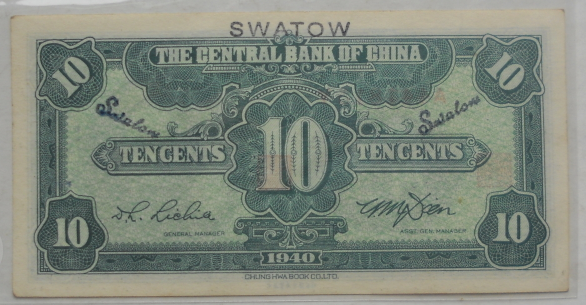 SWATOW
THE CENTRAL BANK OF CHINA
10 10
Swatow Swatow
TEN CENTS 10 TEN CENTS
GENERAL MANAGER ASST. GEN. MANAGER
10 10
1940
CHUNG HWA BOOK CO., LTD.